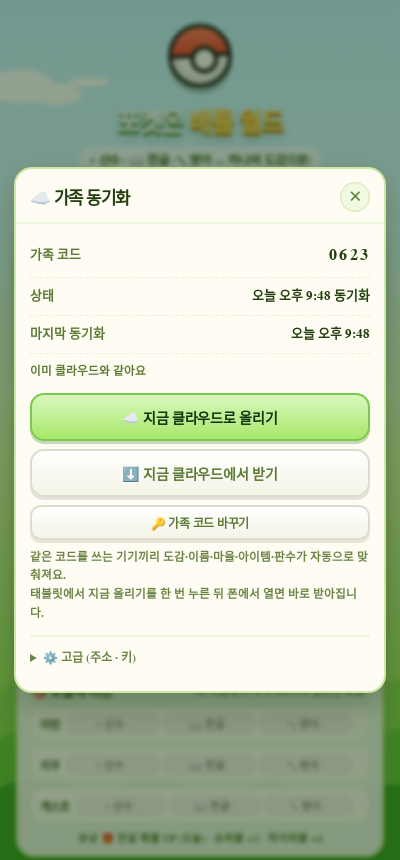 가족 동기화
가족 코드 0623
상태 오늘 오후 9:48 동기화
마지막 동기화 오늘 오후 9:48
이미 클라우드와 같아요
지금 클라우드로 올리기
지금 클라우드에서 받기
가족 코드 바꾸기
같은 코드를 쓰는 기기끼리 도감·이름·마을·아이템·판수가 자동으로 맞
춰져요.
태블릿에서 지금 올리기를 한 번 누른 뒤 폰에서 열면 바로 받아집니
다.
고급 (주소 · 키)